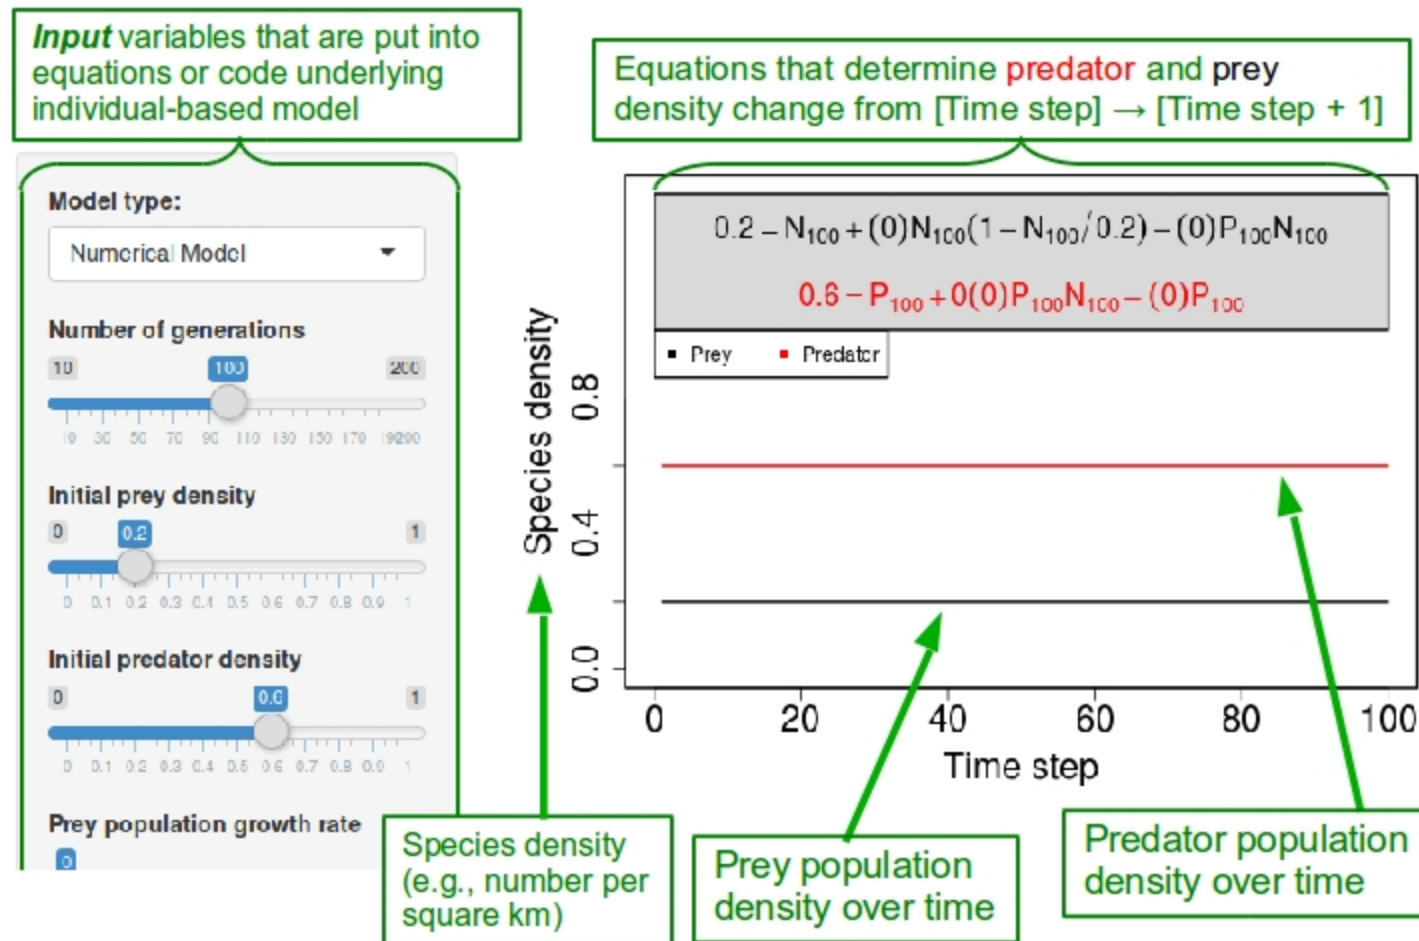 Input variables that are put into
equations or code underlying
individual-based model
Equations that determine predator and prey
density change from [Time step] → [Time step + 1]
Model type:
Numerical Model
Number of generations
10 100 200
10 30 50 70 90 110 130 150 170 190200
Initial prey density
0 0.2 1
0 0.1 0.2 0.3 0.4 0.5 0.6 0.7 0.8 0.9 1
Initial predator density
0 0.6 1
0 0.1 0.2 0.3 0.4 0.5 0.6 0.7 0.8 0.9 1
Prey population growth rate
0
0.2 − N₁₀₀ + (0)N₁₀₀(1 − N₁₀₀/0.2) − (0)P₁₀₀N₁₀₀
0.6 − P₁₀₀ + 0(0)P₁₀₀N₁₀₀ − (0)P₁₀₀
Prey Predator
Species density
0.8
0.4
0.0
0 20 40 60 80 100
Time step
Species density
(e.g., number per
square km)
Prey population
density over time
Predator population
density over time